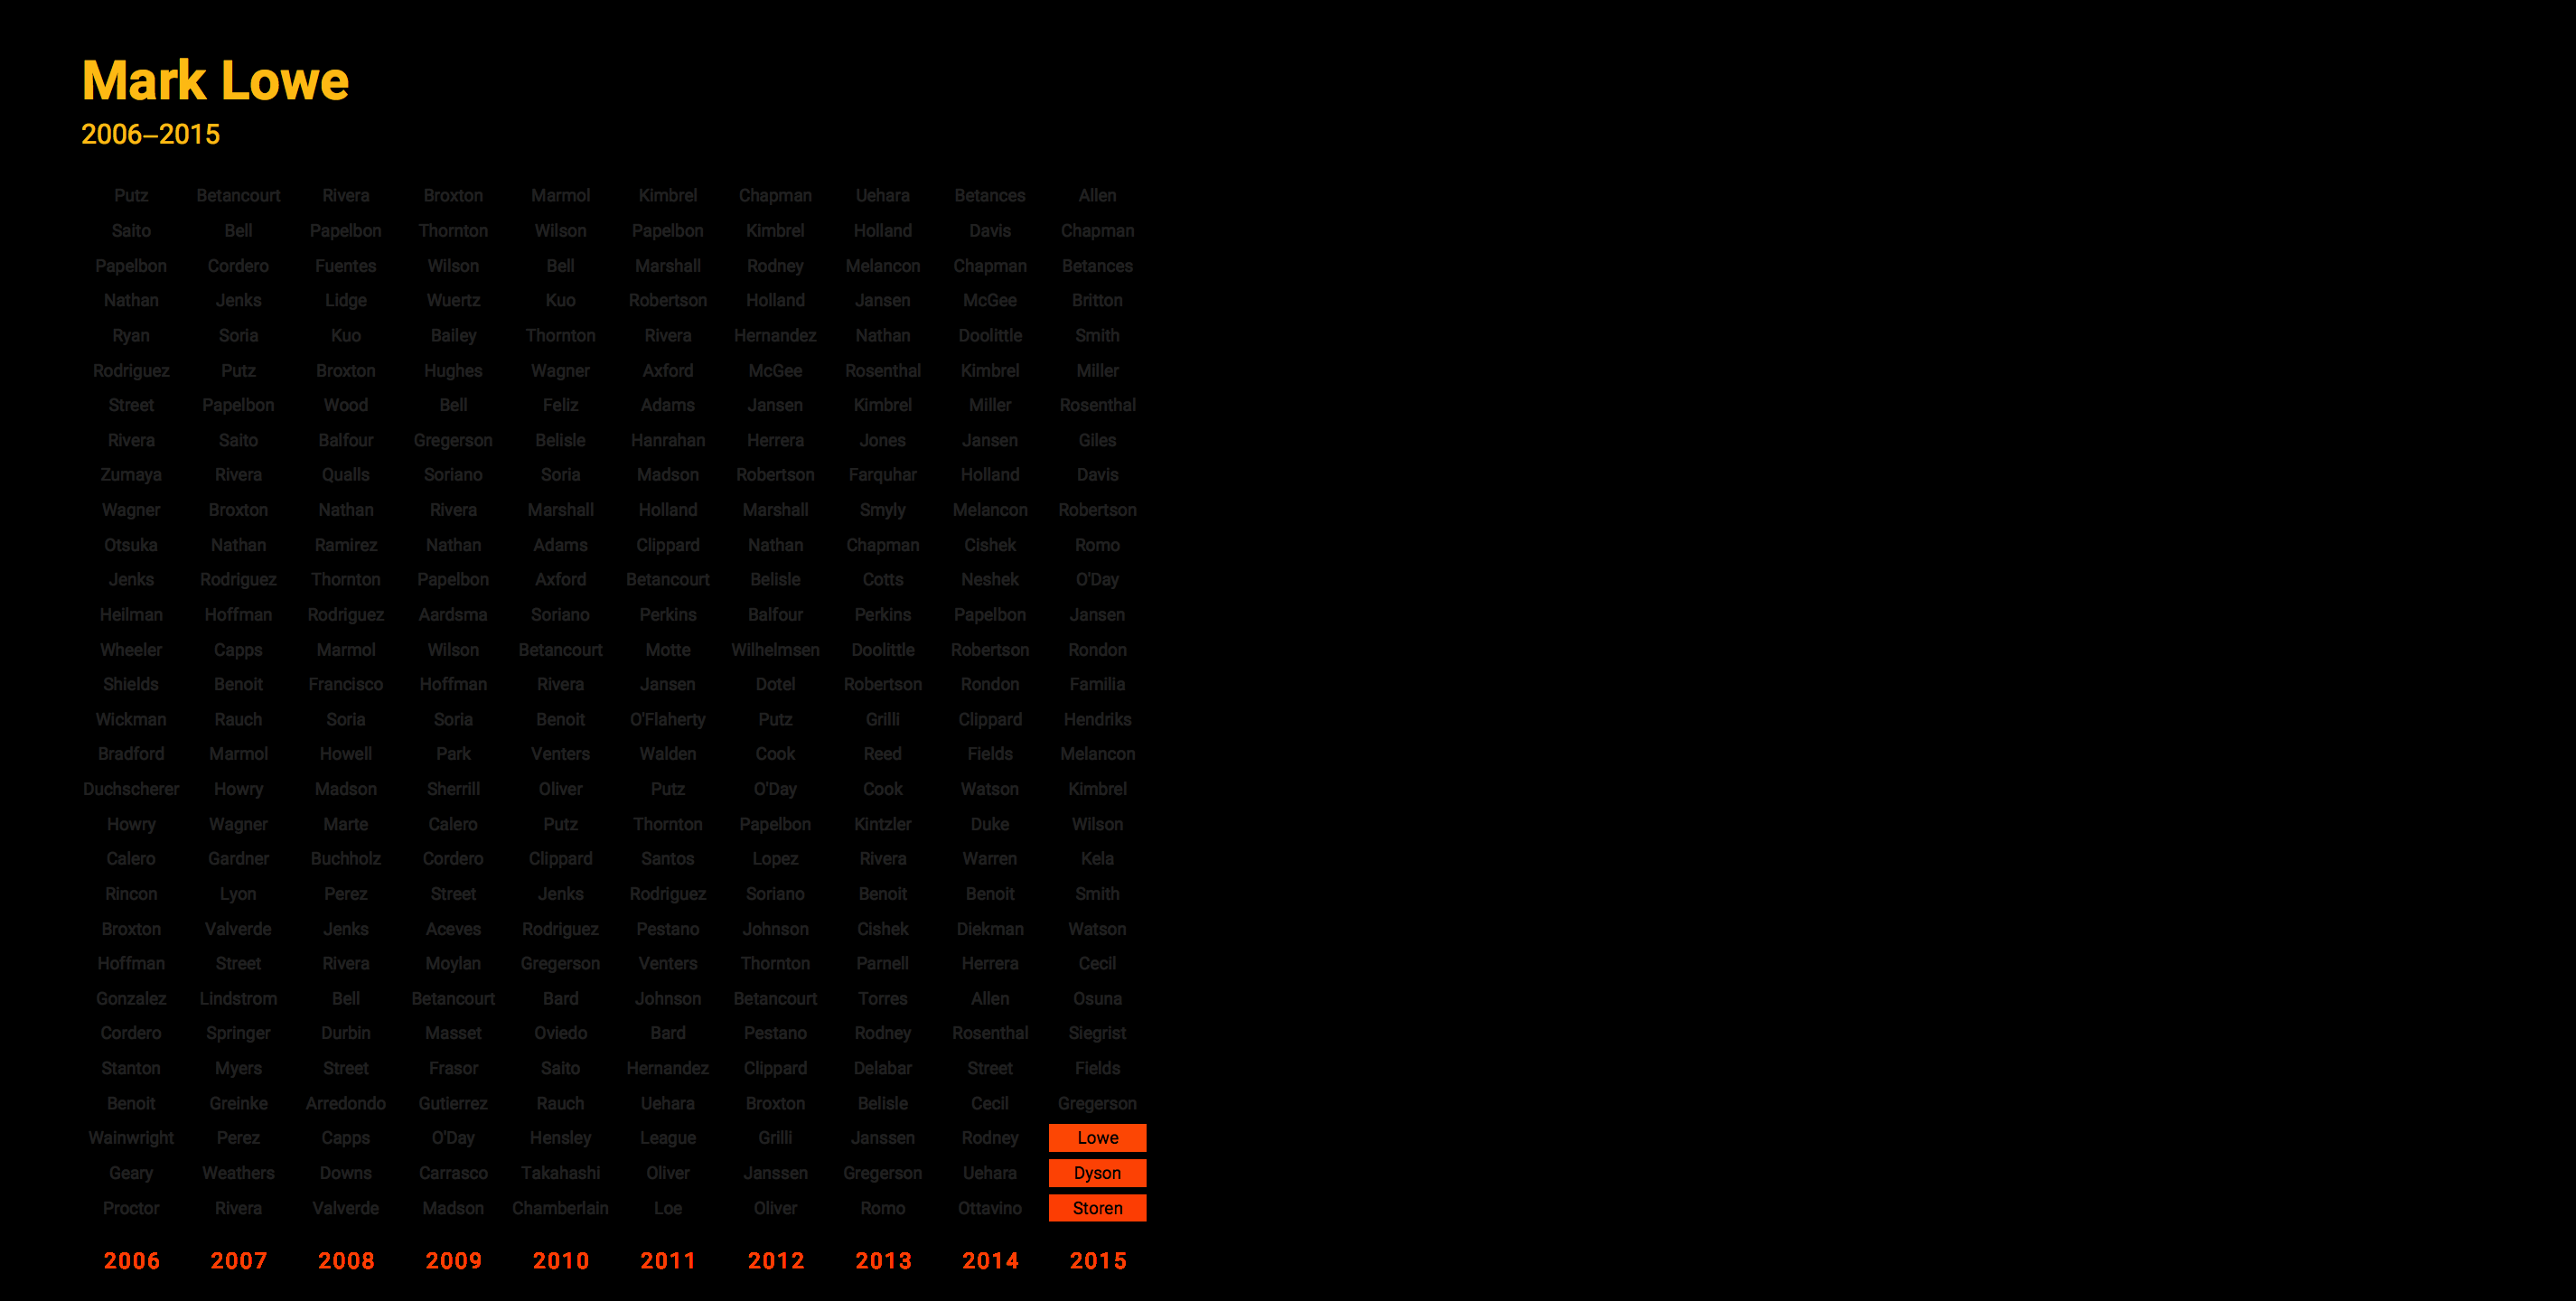 Mark Lowe
2006–2015
Putz Betancourt Rivera Broxton Marmol Kimbrel Chapman Uehara Betances Allen
Saito Bell Papelbon Thornton Wilson Papelbon Kimbrel Holland Davis Chapman
Papelbon Cordero Fuentes Wilson Bell Marshall Rodney Melancon Chapman Betances
Nathan Jenks Lidge Wuertz Kuo Robertson Holland Jansen McGee Britton
Ryan Soria Kuo Bailey Thornton Rivera Hernandez Nathan Doolittle Smith
Rodriguez Putz Broxton Hughes Wagner Axford McGee Rosenthal Kimbrel Miller
Street Papelbon Wood Bell Feliz Adams Jansen Kimbrel Miller Rosenthal
Rivera Saito Balfour Gregerson Belisle Hanrahan Herrera Jones Jansen Giles
Zumaya Rivera Qualls Soriano Soria Madson Robertson Farquhar Holland Davis
Wagner Broxton Nathan Rivera Marshall Holland Marshall Smyly Melancon Robertson
Otsuka Nathan Ramirez Nathan Adams Clippard Nathan Chapman Cishek Romo
Jenks Rodriguez Thornton Papelbon Axford Betancourt Belisle Cotts Neshek O'Day
Heilman Hoffman Rodriguez Aardsma Soriano Perkins Balfour Perkins Papelbon Jansen
Wheeler Capps Marmol Wilson Betancourt Motte Wilhelmsen Doolittle Robertson Rondon
Shields Benoit Francisco Hoffman Rivera Jansen Dotel Robertson Rondon Familia
Wickman Rauch Soria Soria Benoit O'Flaherty Putz Grilli Clippard Hendriks
Bradford Marmol Howell Park Venters Walden Cook Reed Fields Melancon
Duchscherer Howry Madson Sherrill Oliver Putz O'Day Cook Watson Kimbrel
Howry Wagner Marte Calero Putz Thornton Papelbon Kintzler Duke Wilson
Calero Gardner Buchholz Cordero Clippard Santos Lopez Rivera Warren Kela
Rincon Lyon Perez Street Jenks Rodriguez Soriano Benoit Benoit Smith
Broxton Valverde Jenks Aceves Rodriguez Pestano Johnson Cishek Diekman Watson
Hoffman Street Rivera Moylan Gregerson Venters Thornton Parnell Herrera Cecil
Gonzalez Lindstrom Bell Betancourt Bard Johnson Betancourt Torres Allen Osuna
Cordero Springer Durbin Masset Oviedo Bard Pestano Rodney Rosenthal Siegrist
Stanton Myers Street Frasor Saito Hernandez Clippard Delabar Street Fields
Benoit Greinke Arredondo Gutierrez Rauch Uehara Broxton Belisle Cecil Gregerson
Wainwright Perez Capps O'Day Hensley League Grilli Janssen Rodney Lowe
Geary Weathers Downs Carrasco Takahashi Oliver Janssen Gregerson Uehara Dyson
Proctor Rivera Valverde Madson Chamberlain Loe Oliver Romo Ottavino Storen
2006 2007 2008 2009 2010 2011 2012 2013 2014 2015